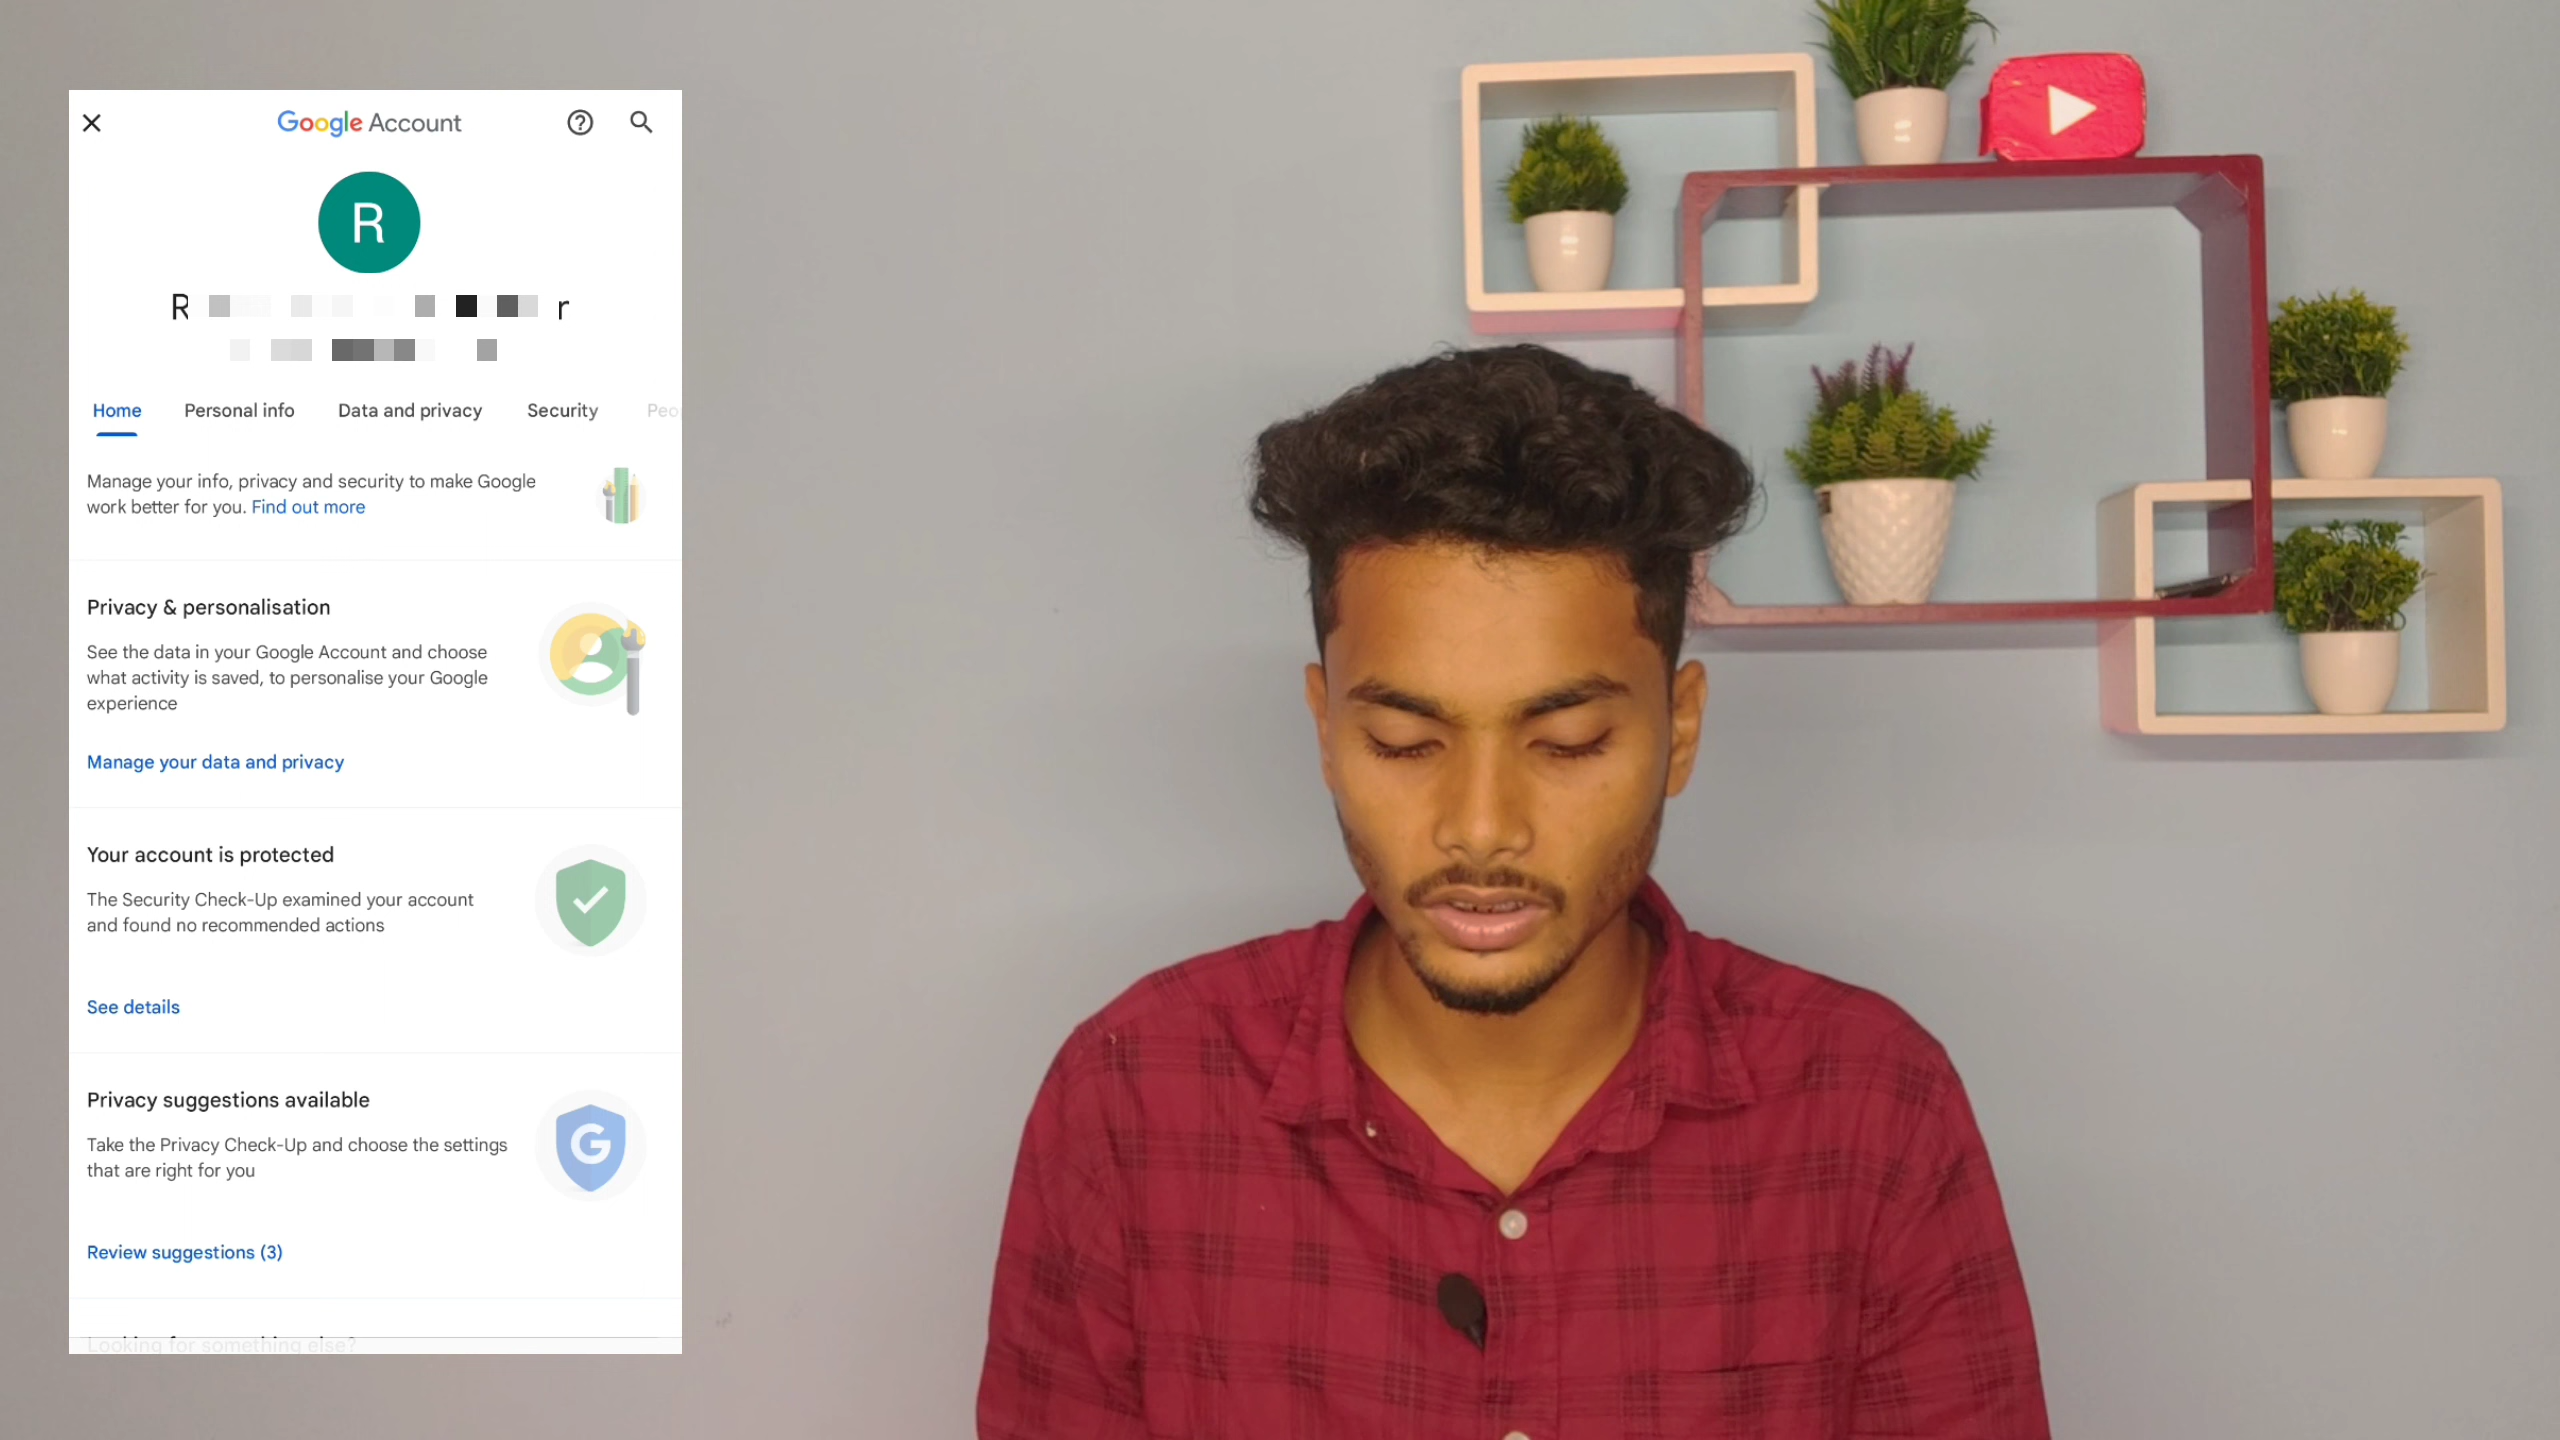 Google Account
R
Home Personal info Data and privacy Security
Manage your info, privacy and security to make Google
work better for you. Find out more
Privacy & personalisation
See the data in your Google Account and choose
what activity is saved, to personalise your Google
experience
Manage your data and privacy
Your account is protected
The Security Check-Up examined your account
and found no recommended actions
See details
Privacy suggestions available
Take the Privacy Check-Up and choose the settings
that are right for you
G
Review suggestions (3)
Looking for something else?